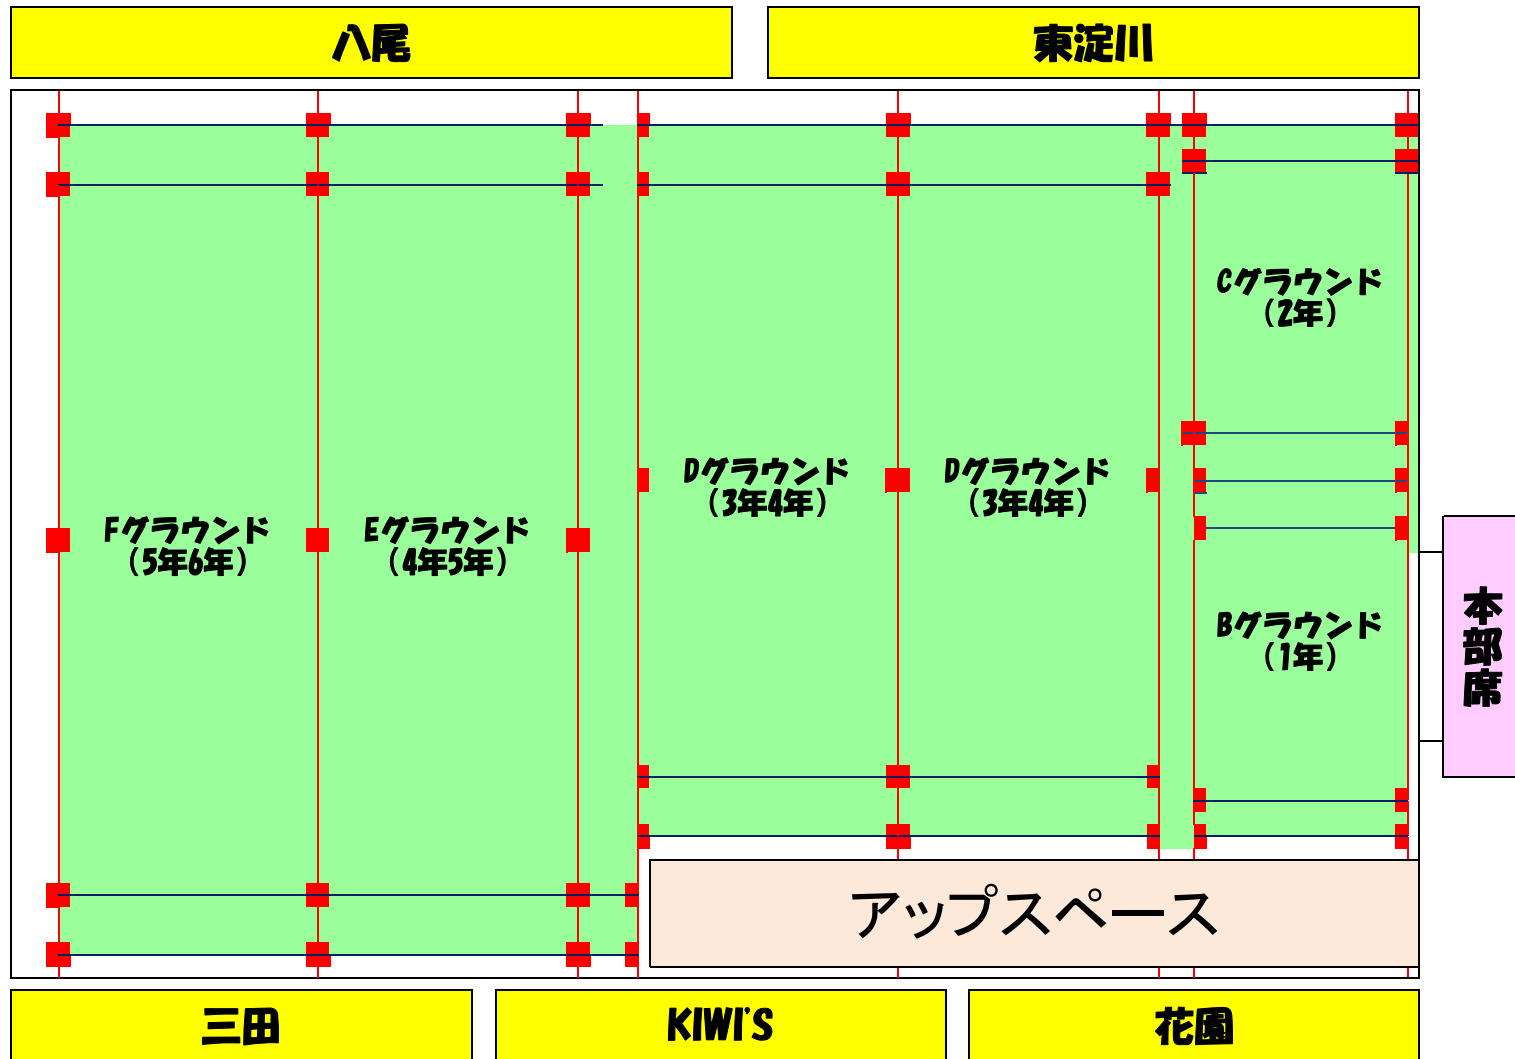 八尾
東淀川
Cグラウンド
（2年）
Dグラウンド
（3年4年）
Dグラウンド
（3年4年）
Fグラウンド
（5年6年）
Eグラウンド
（4年5年）
Bグラウンド
（1年）
本部席
アップスペース
三田
KIWI'S
花園